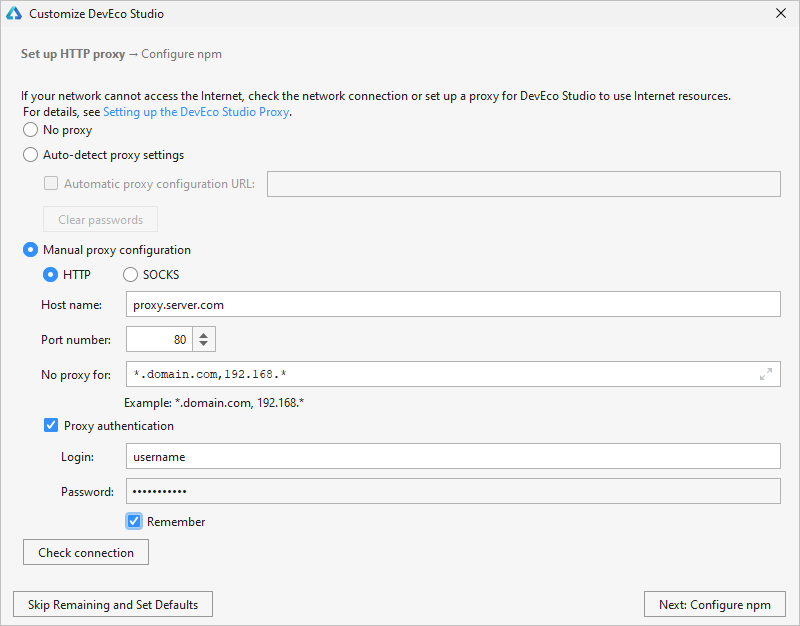 Customize DevEco Studio
Set up HTTP proxy → Configure npm
If your network cannot access the Internet, check the network connection or set up a proxy for DevEco Studio to use Internet resources.
For details, see Setting up the DevEco Studio Proxy.
No proxy
Auto-detect proxy settings
Automatic proxy configuration URL:
Clear passwords
Manual proxy configuration
HTTP SOCKS
Host name: proxy.server.com
Port number: 80
No proxy for: *.domain.com,192.168.*
Example: *.domain.com, 192.168.*
Proxy authentication
Login: username
Password: •••••••••••
Remember
Check connection
Skip Remaining and Set Defaults Next: Configure npm